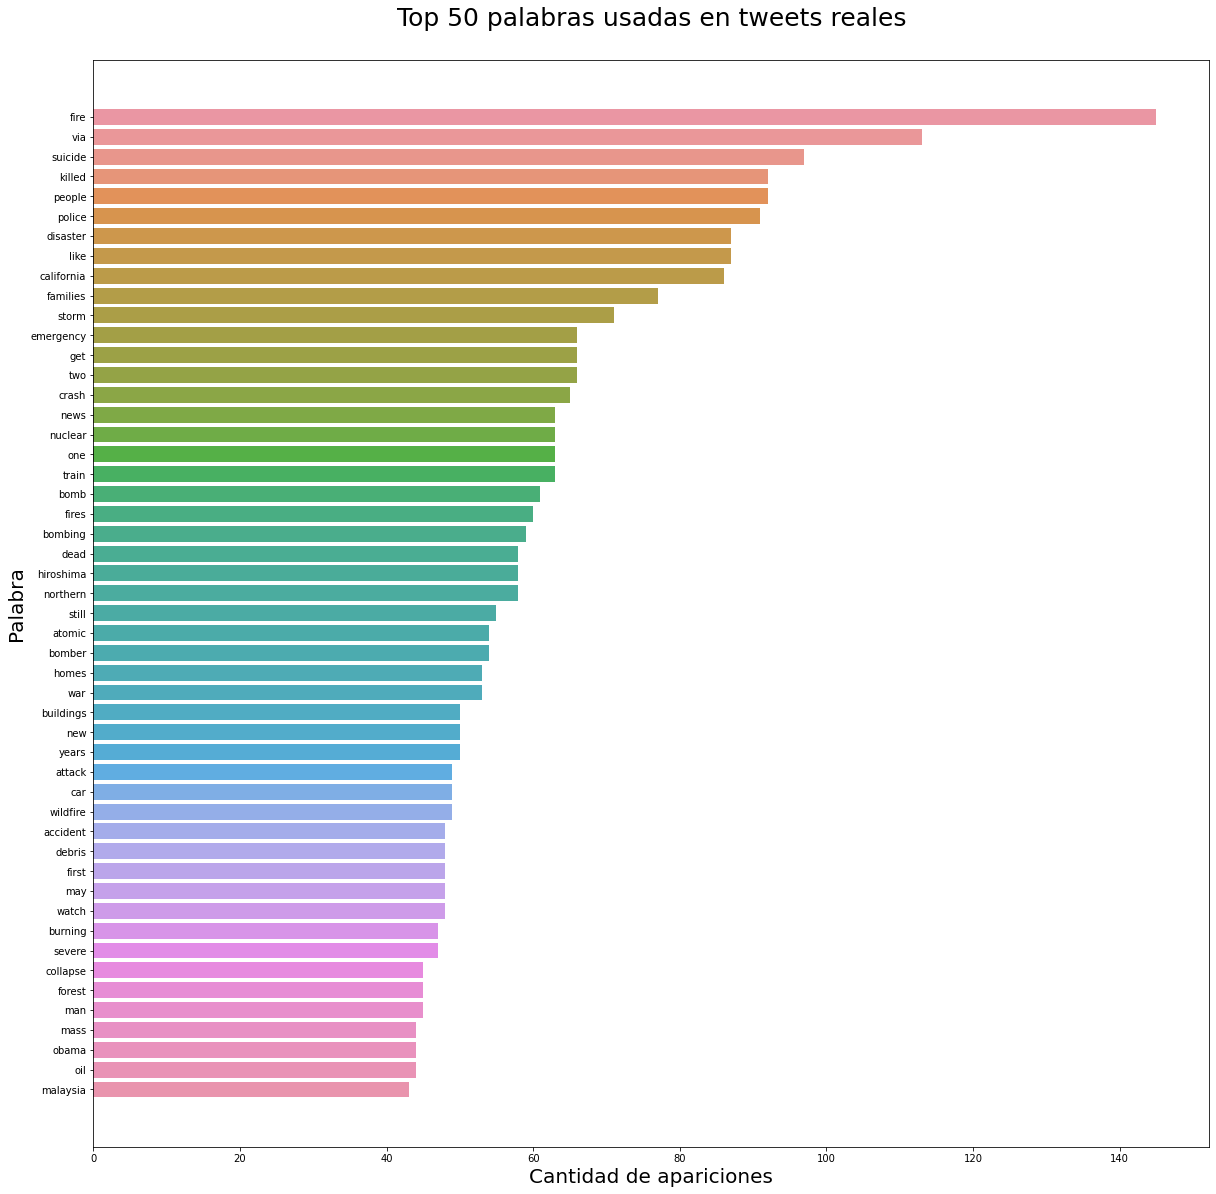 Top 50 palabras usadas en tweets reales
Palabra
fire
via
suicide
killed
people
police
disaster
like
california
families
storm
emergency
get
two
crash
news
nuclear
one
train
bomb
fires
bombing
dead
hiroshima
northern
still
atomic
bomber
homes
war
buildings
new
years
attack
car
wildfire
accident
debris
first
may
watch
burning
severe
collapse
forest
man
mass
obama
oil
malaysia
0 20 40 60 80 100 120 140
Cantidad de apariciones